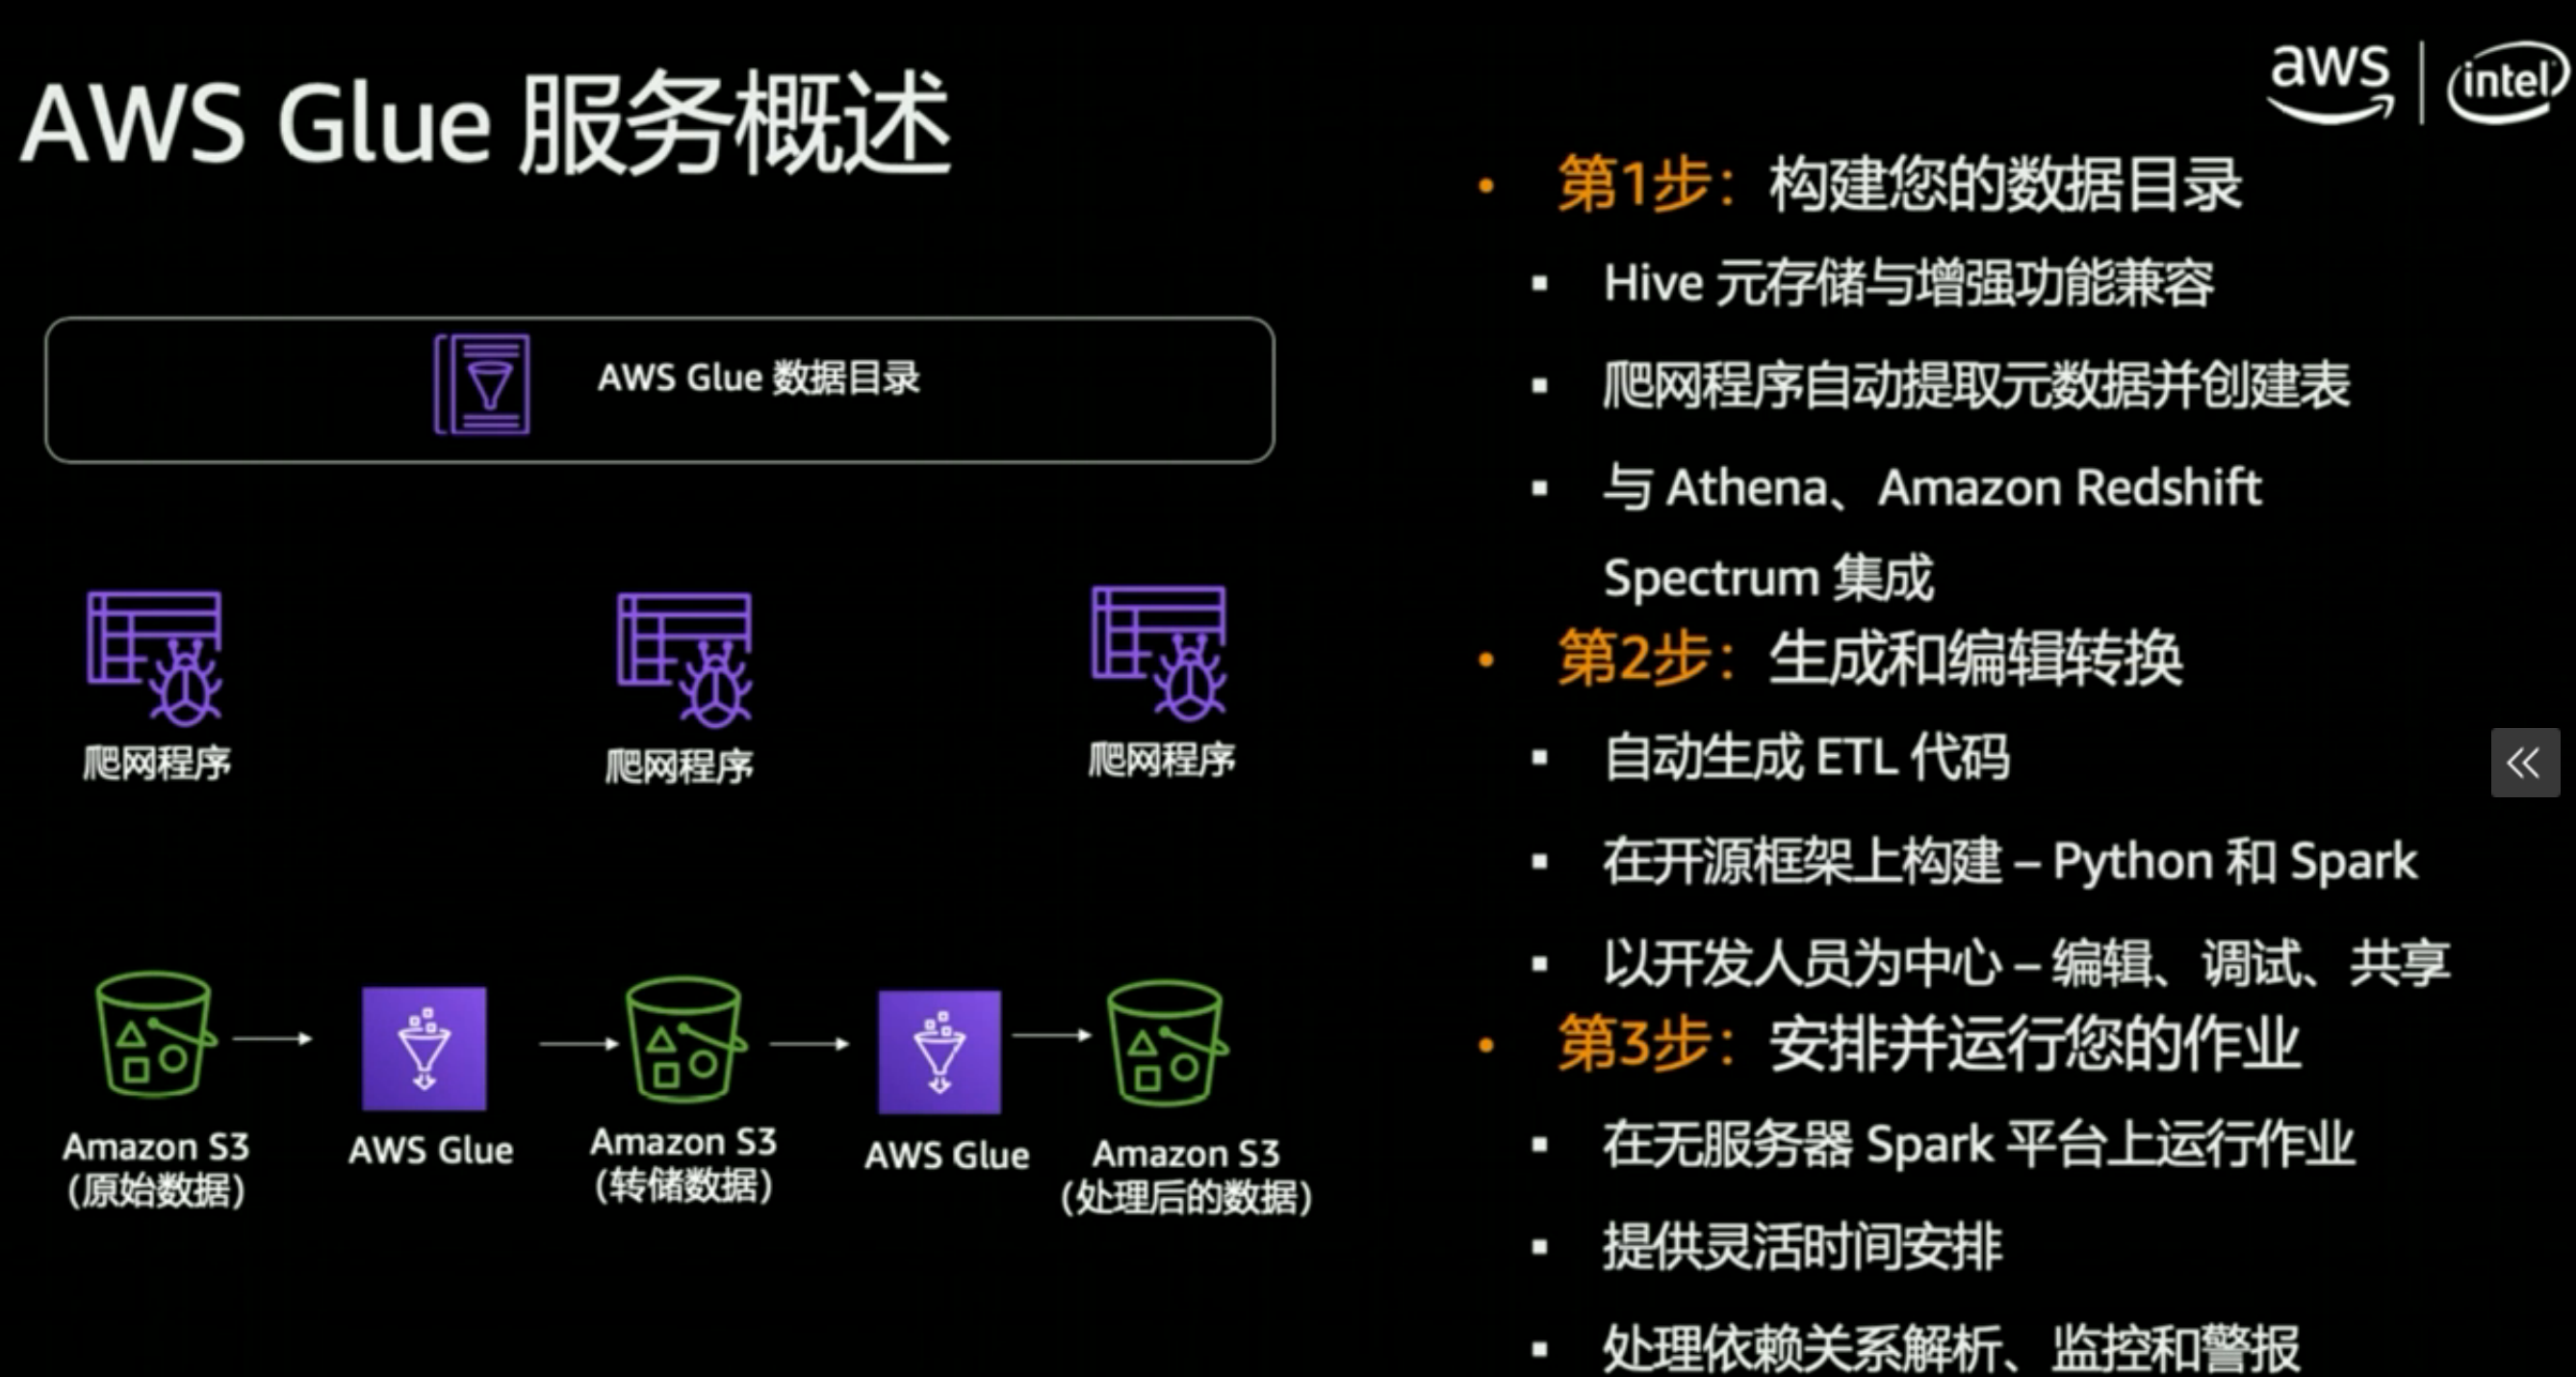 AWS Glue 服务概述
aws
intel
AWS Glue 数据目录
爬网程序
爬网程序
爬网程序
Amazon S3
（原始数据）
AWS Glue
Amazon S3
（转储数据）
AWS Glue
Amazon S3
（处理后的数据）
• 第1步：构建您的数据目录
▪ Hive 元存储与增强功能兼容
▪ 爬网程序自动提取元数据并创建表
▪ 与 Athena、Amazon Redshift
Spectrum 集成
• 第2步：生成和编辑转换
▪ 自动生成 ETL 代码
▪ 在开源框架上构建 – Python 和 Spark
▪ 以开发人员为中心 – 编辑、调试、共享
• 第3步：安排并运行您的作业
▪ 在无服务器 Spark 平台上运行作业
▪ 提供灵活时间安排
▪ 处理依赖关系解析、监控和警报